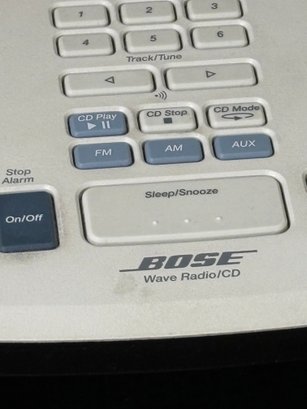 1 2 3
4 5 6
Track/Tune
CD Play CD Stop CD Mode
FM AM AUX
Stop
Alarm
On/Off
Sleep/Snooze
BOSE
Wave Radio/CD